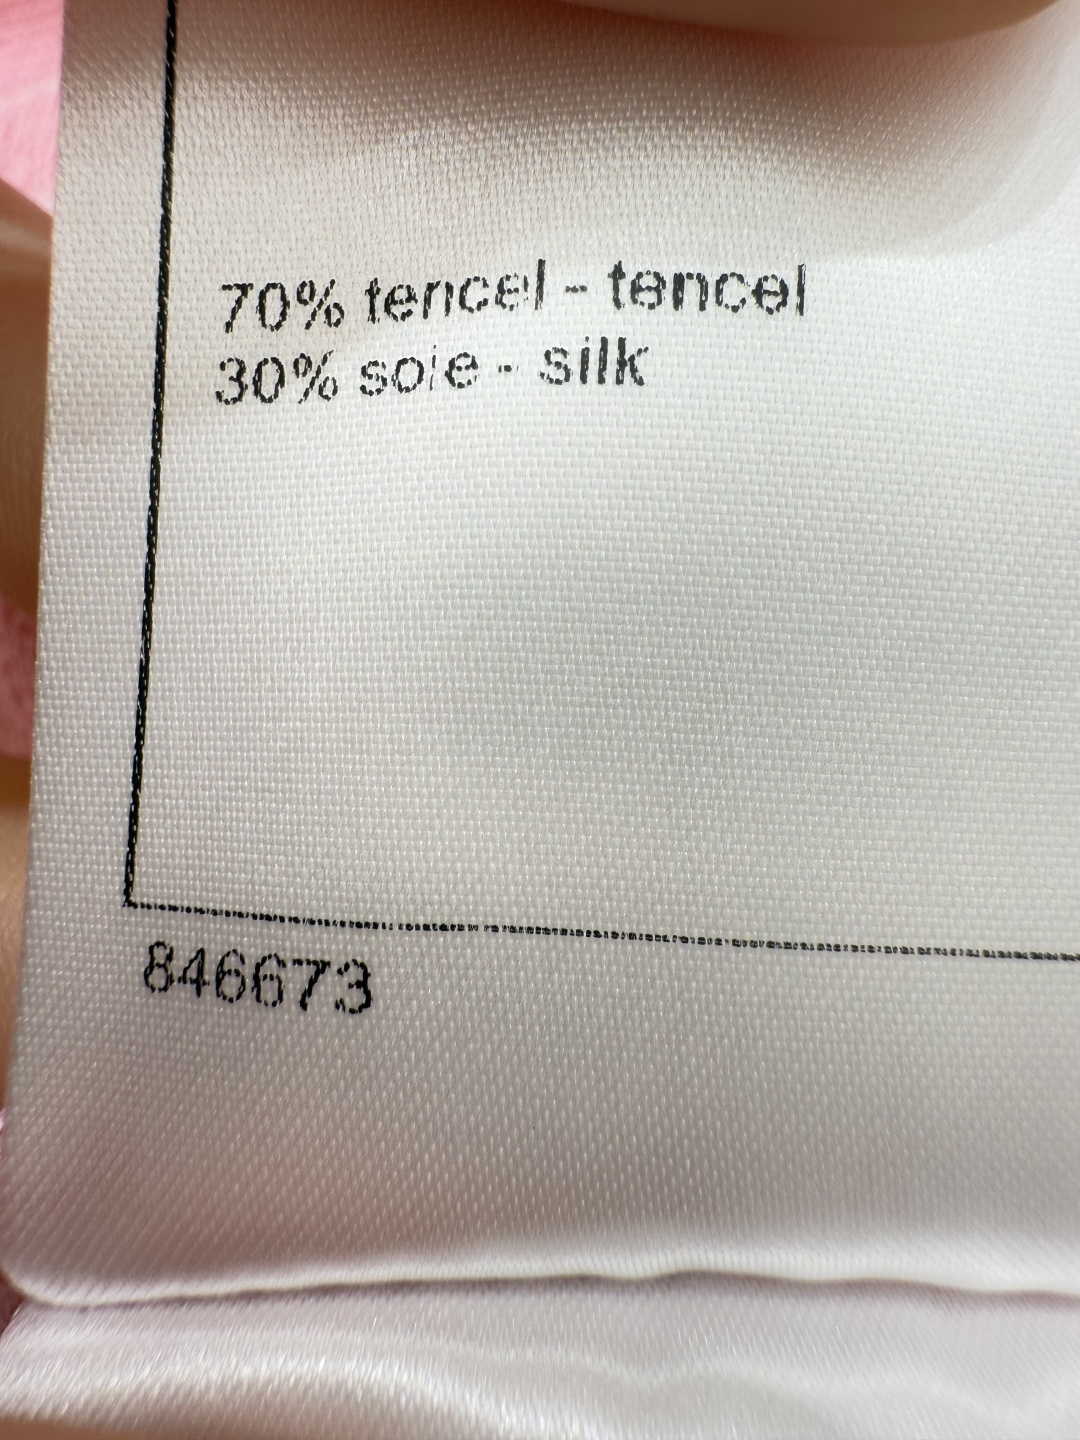 70% tencel - tencel
30% soie - silk
846673